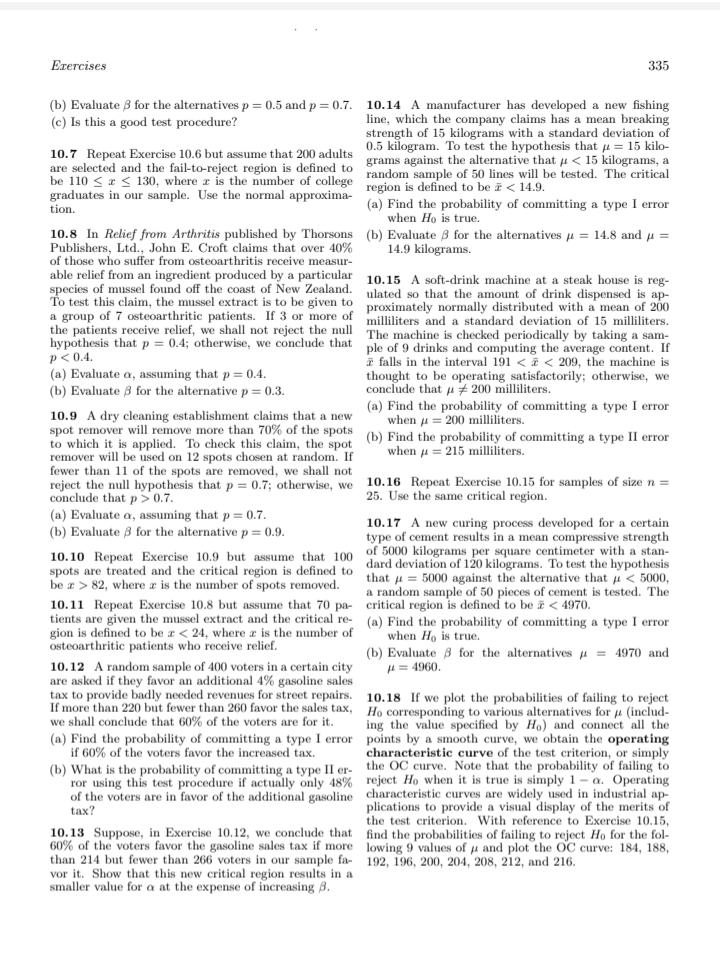 Exercises
335
(b) Evaluate β for the alternatives p = 0.5 and p = 0.7.
(c) Is this a good test procedure?
10.7 Repeat Exercise 10.6 but assume that 200 adults
are selected and the fail-to-reject region is defined to
be 110 ≤ x ≤ 130, where x is the number of college
graduates in our sample. Use the normal approxima-
tion.
10.8 In Relief from Arthritis published by Thorsons
Publishers, Ltd., John E. Croft claims that over 40%
of those who suffer from osteoarthritis receive measur-
able relief from an ingredient produced by a particular
species of mussel found off the coast of New Zealand.
To test this claim, the mussel extract is to be given to
a group of 7 osteoarthritic patients. If 3 or more of
the patients receive relief, we shall not reject the null
hypothesis that p = 0.4; otherwise, we conclude that
p < 0.4.
(a) Evaluate α, assuming that p = 0.4.
(b) Evaluate β for the alternative p = 0.3.
10.9 A dry cleaning establishment claims that a new
spot remover will remove more than 70% of the spots
to which it is applied. To check this claim, the spot
remover will be used on 12 spots chosen at random. If
fewer than 11 of the spots are removed, we shall not
reject the null hypothesis that p = 0.7; otherwise, we
conclude that p > 0.7.
(a) Evaluate α, assuming that p = 0.7.
(b) Evaluate β for the alternative p = 0.9.
10.10 Repeat Exercise 10.9 but assume that 100
spots are treated and the critical region is defined to
be x > 82, where x is the number of spots removed.
10.11 Repeat Exercise 10.8 but assume that 70 pa-
tients are given the mussel extract and the critical re-
gion is defined to be x < 24, where x is the number of
osteoarthritic patients who receive relief.
10.12 A random sample of 400 voters in a certain city
are asked if they favor an additional 4% gasoline sales
tax to provide badly needed revenues for street repairs.
If more than 220 but fewer than 260 favor the sales tax,
we shall conclude that 60% of the voters are for it.
(a) Find the probability of committing a type I error
if 60% of the voters favor the increased tax.
(b) What is the probability of committing a type II er-
ror using this test procedure if actually only 48%
of the voters are in favor of the additional gasoline
tax?
10.13 Suppose, in Exercise 10.12, we conclude that
60% of the voters favor the gasoline sales tax if more
than 214 but fewer than 266 voters in our sample fa-
vor it. Show that this new critical region results in a
smaller value for α at the expense of increasing β.
10.14 A manufacturer has developed a new fishing
line, which the company claims has a mean breaking
strength of 15 kilograms with a standard deviation of
0.5 kilogram. To test the hypothesis that μ = 15 kilo-
grams against the alternative that μ < 15 kilograms, a
random sample of 50 lines will be tested. The critical
region is defined to be x̄ < 14.9.
(a) Find the probability of committing a type I error
when H₀ is true.
(b) Evaluate β for the alternatives μ = 14.8 and μ =
14.9 kilograms.
10.15 A soft-drink machine at a steak house is reg-
ulated so that the amount of drink dispensed is ap-
proximately normally distributed with a mean of 200
milliliters and a standard deviation of 15 milliliters.
The machine is checked periodically by taking a sam-
ple of 9 drinks and computing the average content. If
x̄ falls in the interval 191 < x̄ < 209, the machine is
thought to be operating satisfactorily; otherwise, we
conclude that μ ≠ 200 milliliters.
(a) Find the probability of committing a type I error
when μ = 200 milliliters.
(b) Find the probability of committing a type II error
when μ = 215 milliliters.
10.16 Repeat Exercise 10.15 for samples of size n =
25. Use the same critical region.
10.17 A new curing process developed for a certain
type of cement results in a mean compressive strength
of 5000 kilograms per square centimeter with a stan-
dard deviation of 120 kilograms. To test the hypothesis
that μ = 5000 against the alternative that μ < 5000,
a random sample of 50 pieces of cement is tested. The
critical region is defined to be x̄ < 4970.
(a) Find the probability of committing a type I error
when H₀ is true.
(b) Evaluate β for the alternatives μ = 4970 and
μ = 4960.
10.18 If we plot the probabilities of failing to reject
H₀ corresponding to various alternatives for μ (includ-
ing the value specified by H₀) and connect all the
points by a smooth curve, we obtain the operating
characteristic curve of the test criterion, or simply
the OC curve. Note that the probability of failing to
reject H₀ when it is true is simply 1 − α. Operating
characteristic curves are widely used in industrial ap-
plications to provide a visual display of the merits of
the test criterion. With reference to Exercise 10.15,
find the probabilities of failing to reject H₀ for the fol-
lowing 9 values of μ and plot the OC curve: 184, 188,
192, 196, 200, 204, 208, 212, and 216.